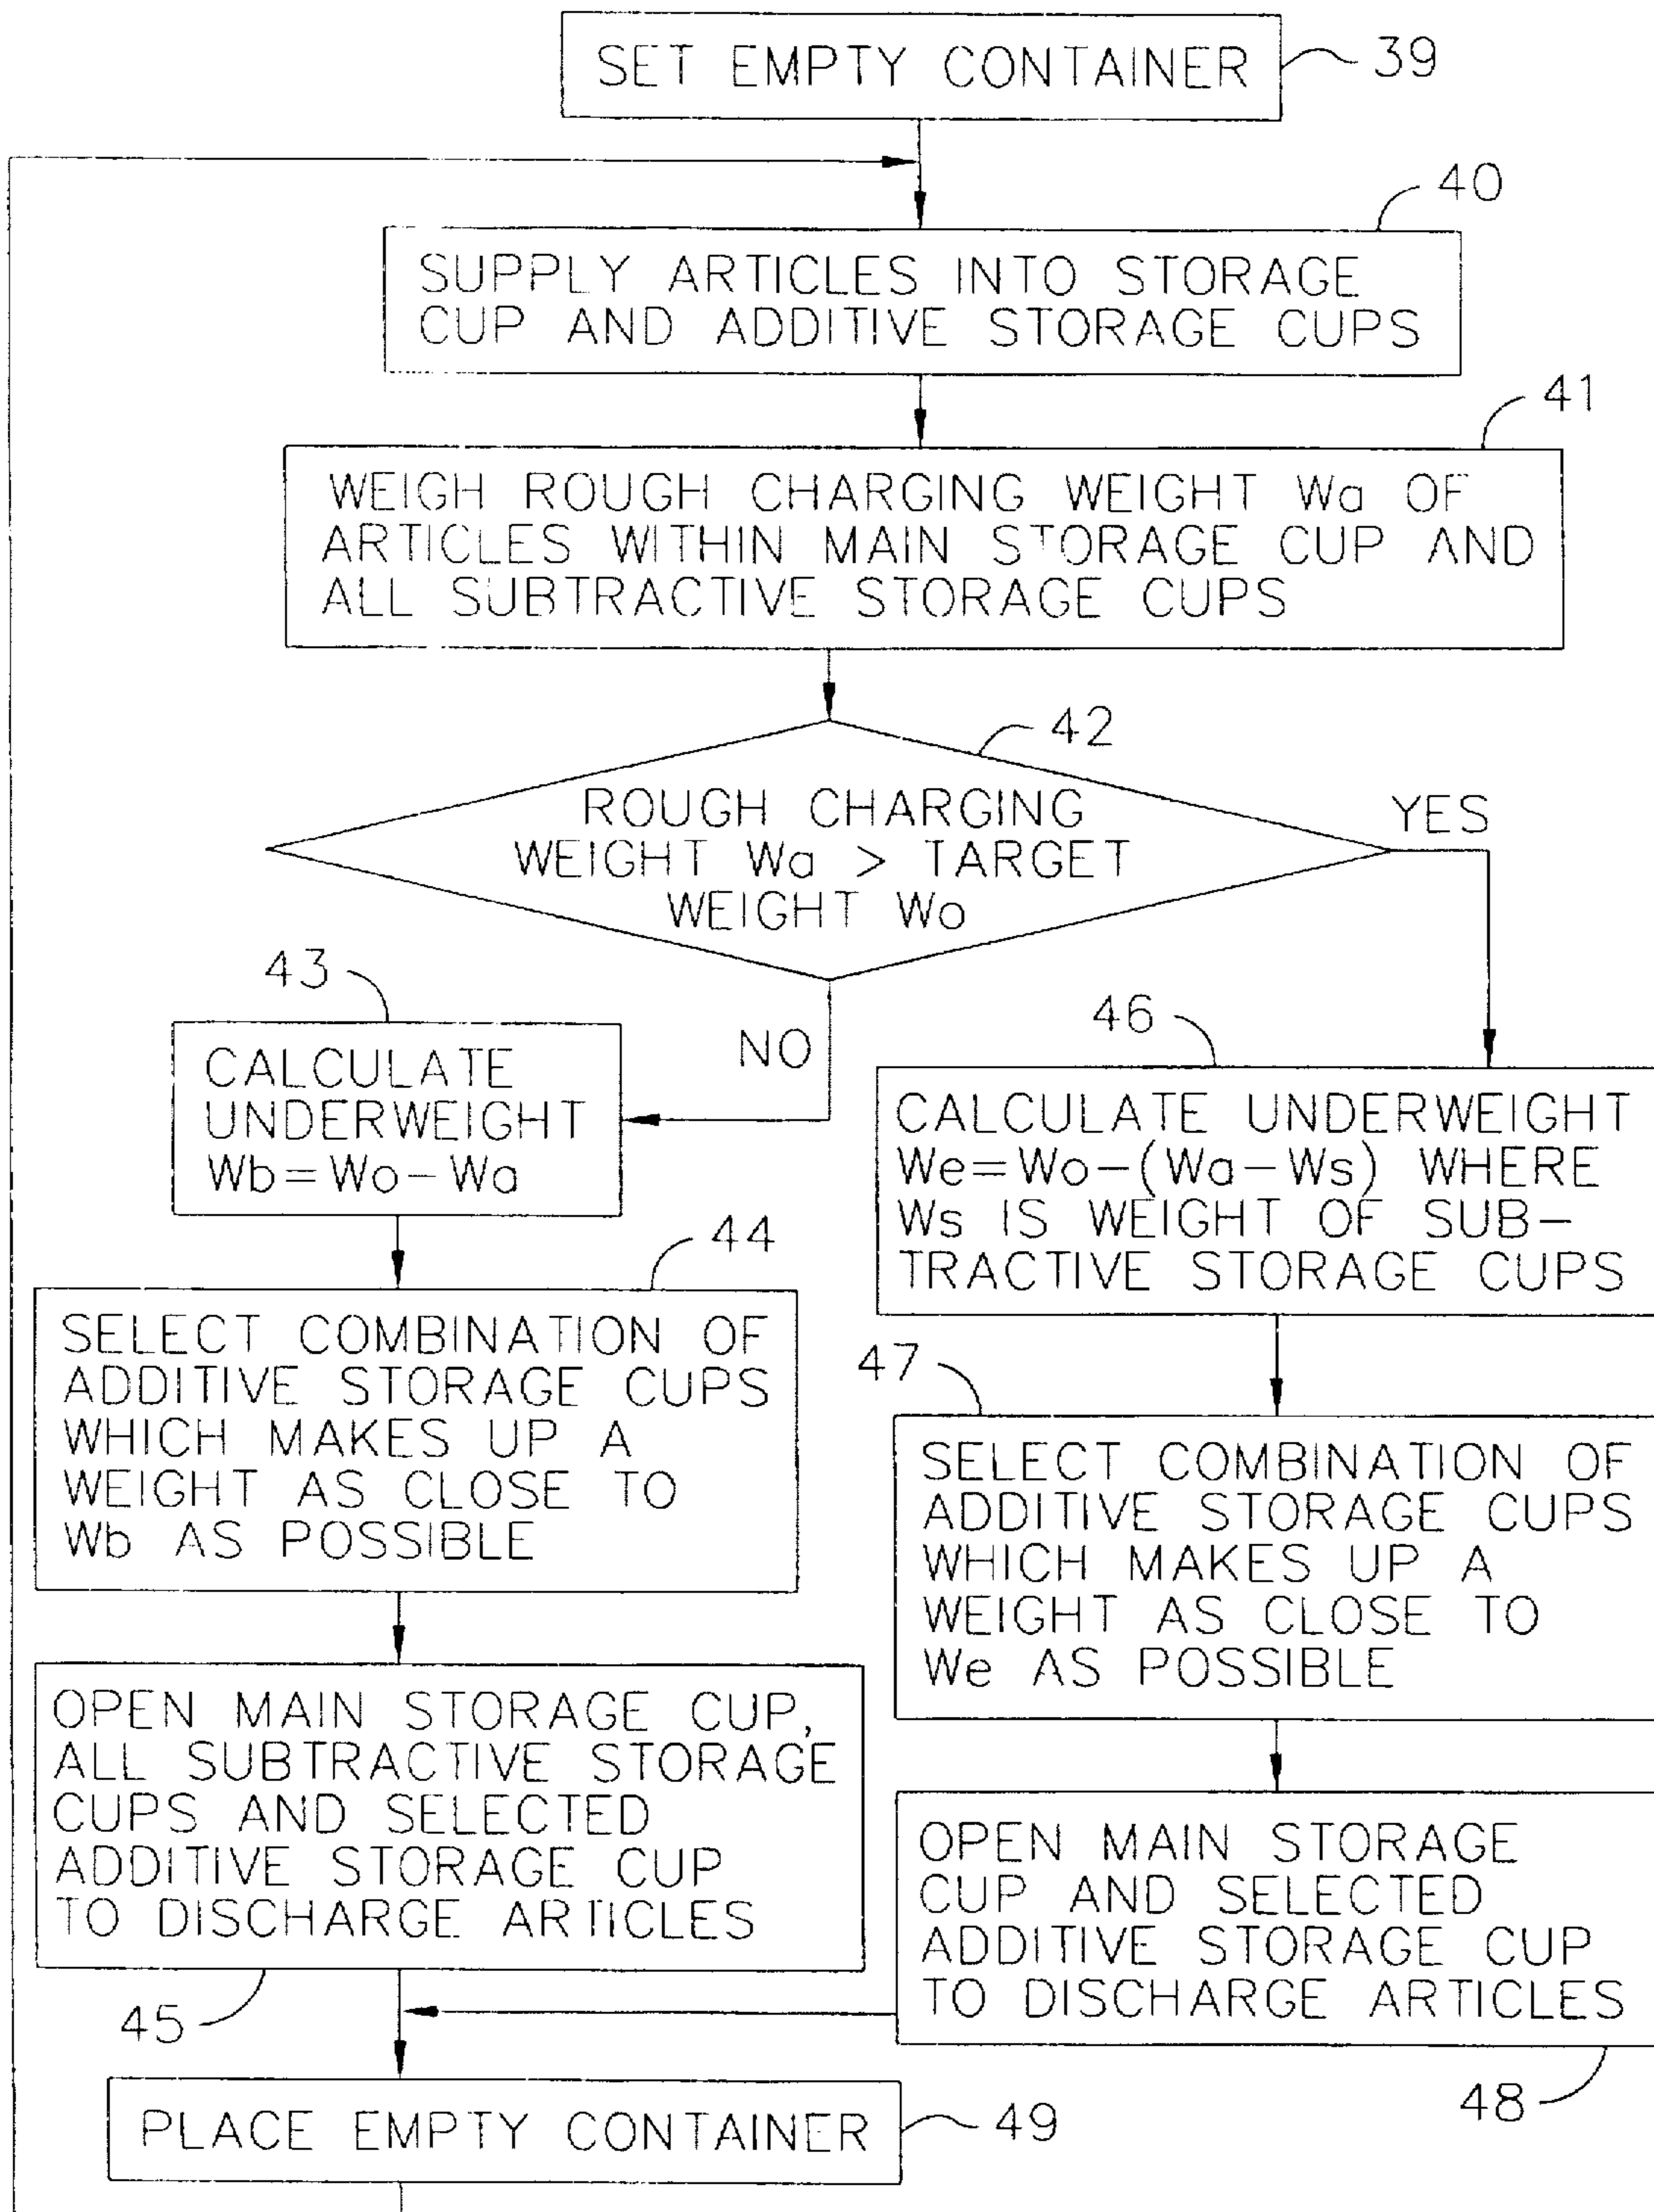 SET EMPTY CONTAINER
39
40
SUPPLY ARTICLES INTO STORAGE
CUP AND ADDITIVE STORAGE CUPS
41
WEIGH ROUGH CHARGING WEIGHT Wa OF
ARTICLES WITHIN MAIN STORAGE CUP AND
ALL SUBTRACTIVE STORAGE CUPS
42
ROUGH CHARGING
WEIGHT Wa > TARGET
WEIGHT Wo
YES
NO
43
CALCULATE
UNDERWEIGHT
Wb=Wo-Wa
44
SELECT COMBINATION OF
ADDITIVE STORAGE CUPS
WHICH MAKES UP A
WEIGHT AS CLOSE TO
Wb AS POSSIBLE
OPEN MAIN STORAGE CUP,
ALL SUBTRACTIVE STORAGE
CUPS AND SELECTED
ADDITIVE STORAGE CUP
TO DISCHARGE ARTICLES
45
46
CALCULATE UNDERWEIGHT
We=Wo-(Wa-Ws) WHERE
Ws IS WEIGHT OF SUB-
TRACTIVE STORAGE CUPS
47
SELECT COMBINATION OF
ADDITIVE STORAGE CUPS
WHICH MAKES UP A
WEIGHT AS CLOSE TO
We AS POSSIBLE
OPEN MAIN STORAGE
CUP AND SELECTED
ADDITIVE STORAGE CUP
TO DISCHARGE ARTICLES
48
PLACE EMPTY CONTAINER
49